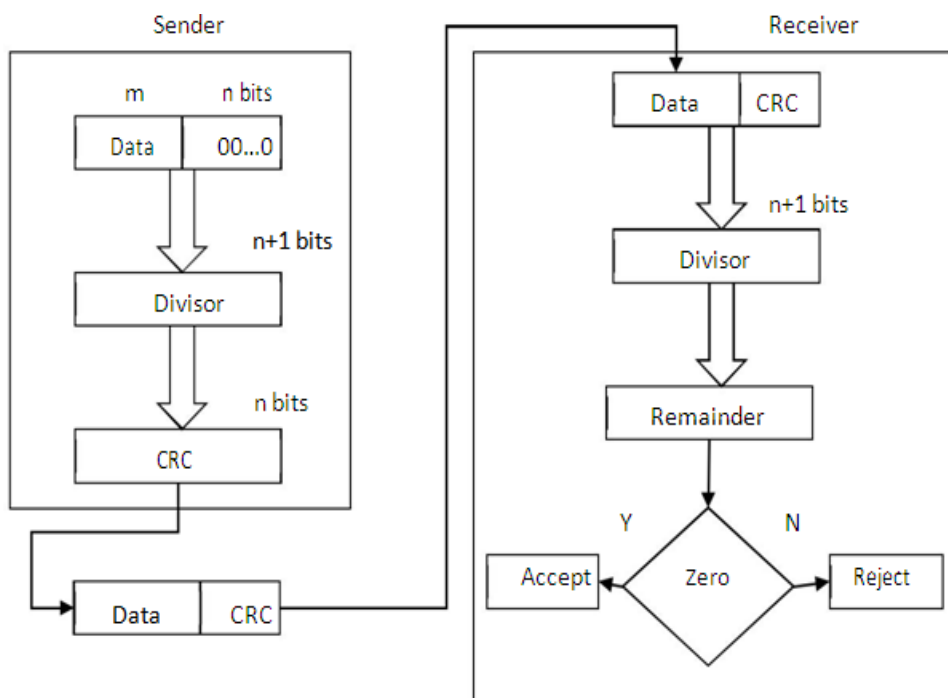 Sender
m n bits
Data 00...0
n+1 bits
Divisor
n bits
CRC
Data CRC
Receiver
Data CRC
n+1 bits
Divisor
Remainder
Y N
Accept Zero Reject